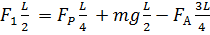 F₁ L/2 = F_P L/4 + mg L/2 − F_A 3L/4